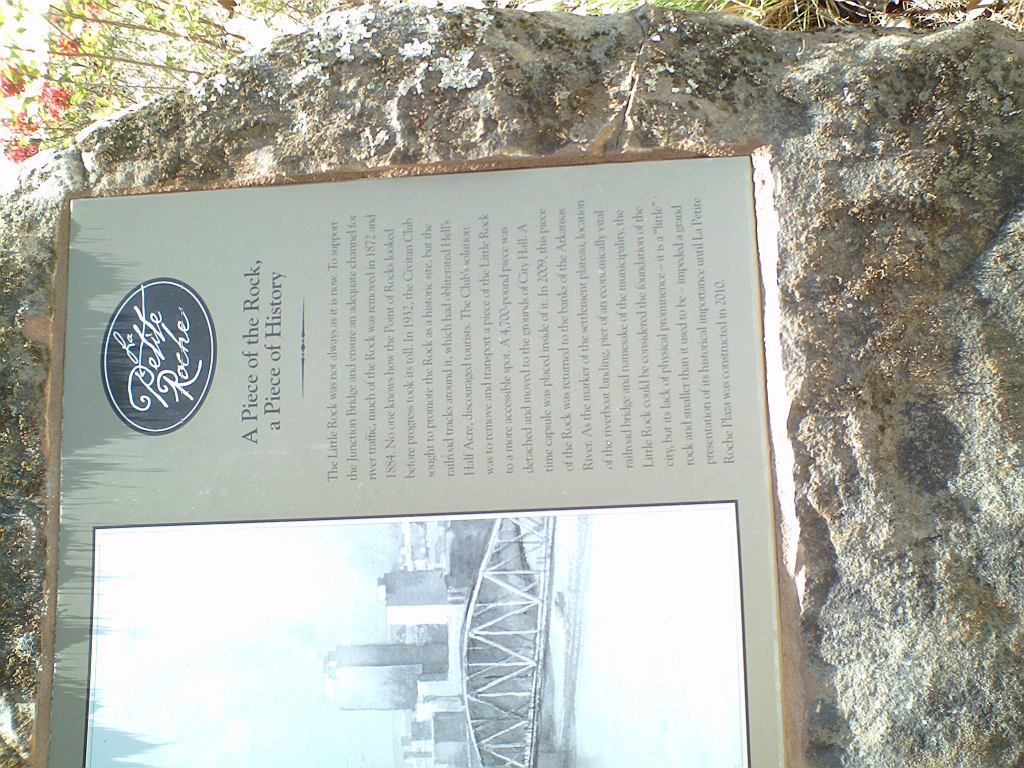 La
Petite
Roche
A Piece of the Rock,
a Piece of History
The Little Rock was not always as it is now. To support
the Junction Bridge and ensure an adequate channel for
river traffic, much of the Rock was removed in 1872 and
1884. No one knows how the Point of Rocks looked
before progress took its toll. In 1932, the Civitan Club
sought to promote the Rock as a historic site, but the
railroad tracks around it, which had obliterated Hell's
Half Acre, discouraged tourists. The Club's solution
was to remove and transport a piece of the Little Rock
to a more accessible spot. A 4,700-pound piece was
detached and moved to the grounds of City Hall. A
time capsule was placed inside of it. In 2009, this piece
of the Rock was returned to the banks of the Arkansas
River. As the marker of the settlement plateau, location
of the riverboat landing, pier of an economically vital
railroad bridge and namesake of the municipality, the
Little Rock could be considered the foundation of the
city, but its lack of physical prominence – it is a "little"
rock and smaller than it used to be – impeded a grand
presentation of its historical importance until La Petite
Roche Plaza was constructed in 2010.